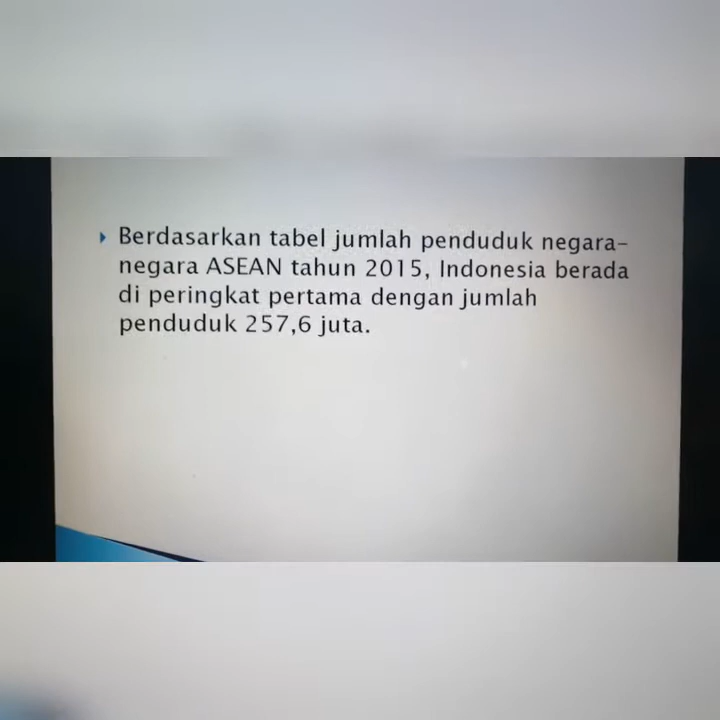 Berdasarkan tabel jumlah penduduk negara-
negara ASEAN tahun 2015, Indonesia berada
di peringkat pertama dengan jumlah
penduduk 257,6 juta.